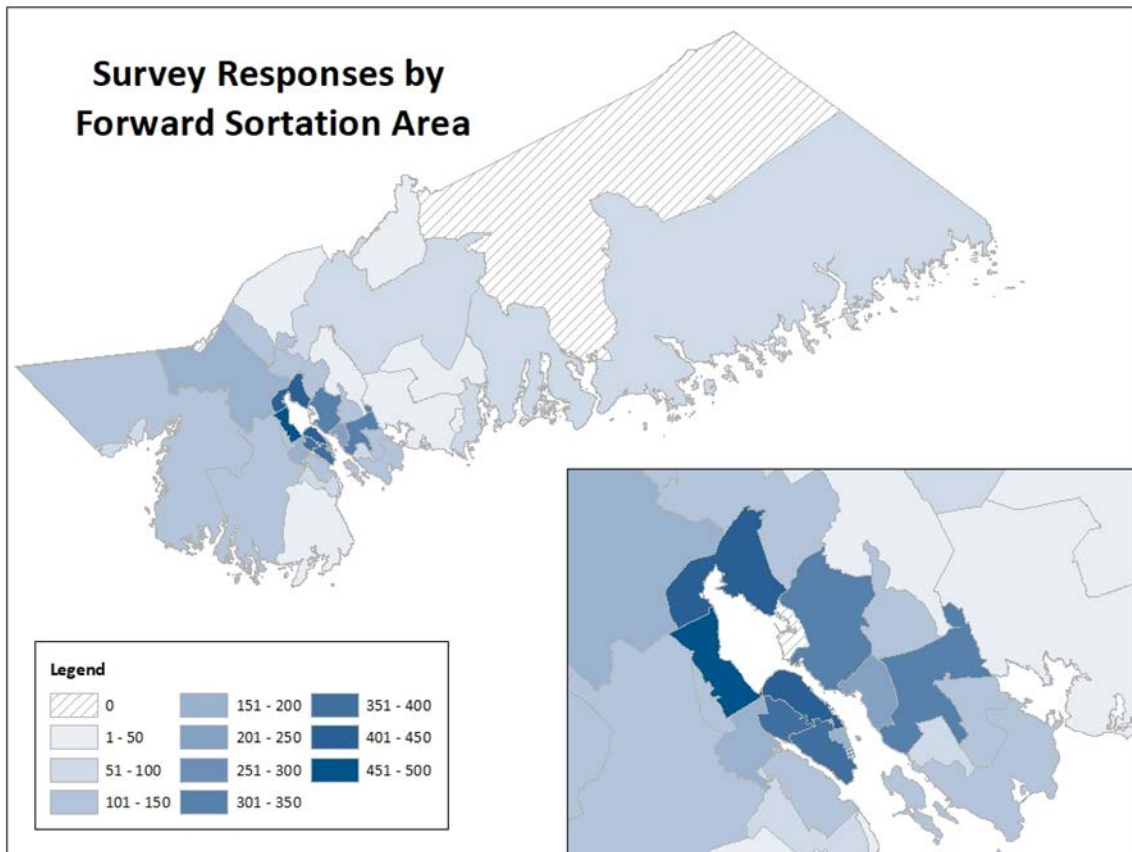 Survey Responses by
Forward Sortation Area
Legend
0
1 - 50
51 - 100
101 - 150
151 - 200
201 - 250
251 - 300
301 - 350
351 - 400
401 - 450
451 - 500